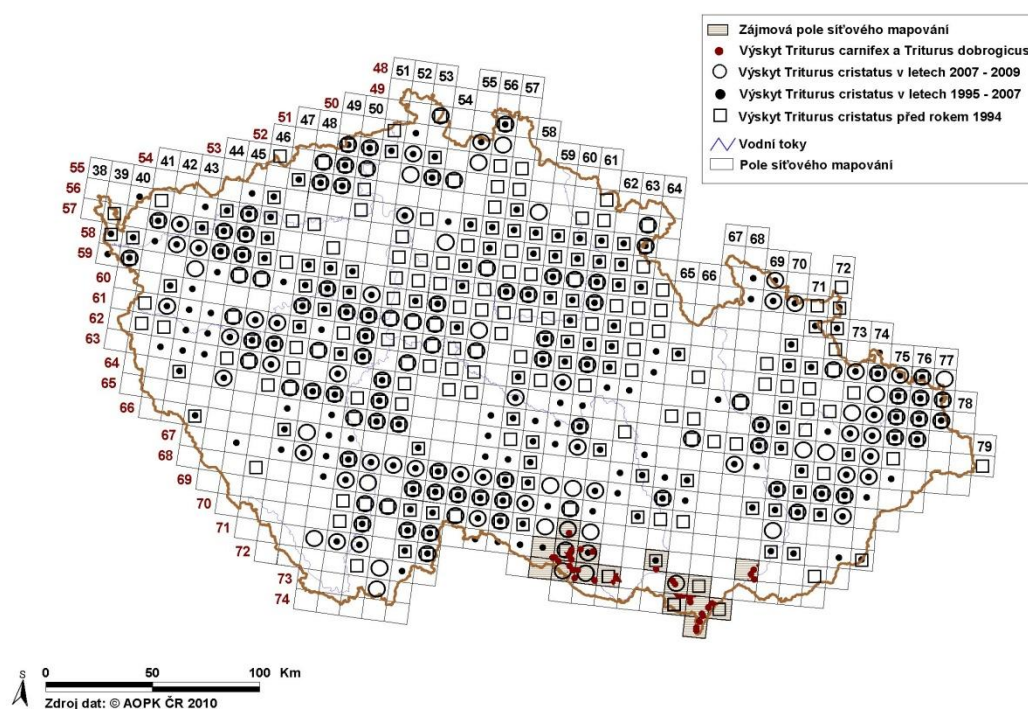 Zájmová pole síťového mapování
Výskyt Triturus carnifex a Triturus dobrogicus
Výskyt Triturus cristatus v letech 2007 - 2009
Výskyt Triturus cristatus v letech 1995 - 2007
Výskyt Triturus cristatus před rokem 1994
Vodní toky
Pole síťového mapování
48 51 52 53 55 56 57
49 54 58
50 49 50 59 60 61
51 47 48 62 63 64
52 46
53 44 45
54 41 42 43
55 38 39 40
56
57
58
59
60
61
62
63
64
65
66
67
68
69
70
71
72
73
74
65 66
67 68
69 70
71 72
73 74
75 76 77
78
79
S
0 50 100 Km
Zdroj dat: © AOPK ČR 2010